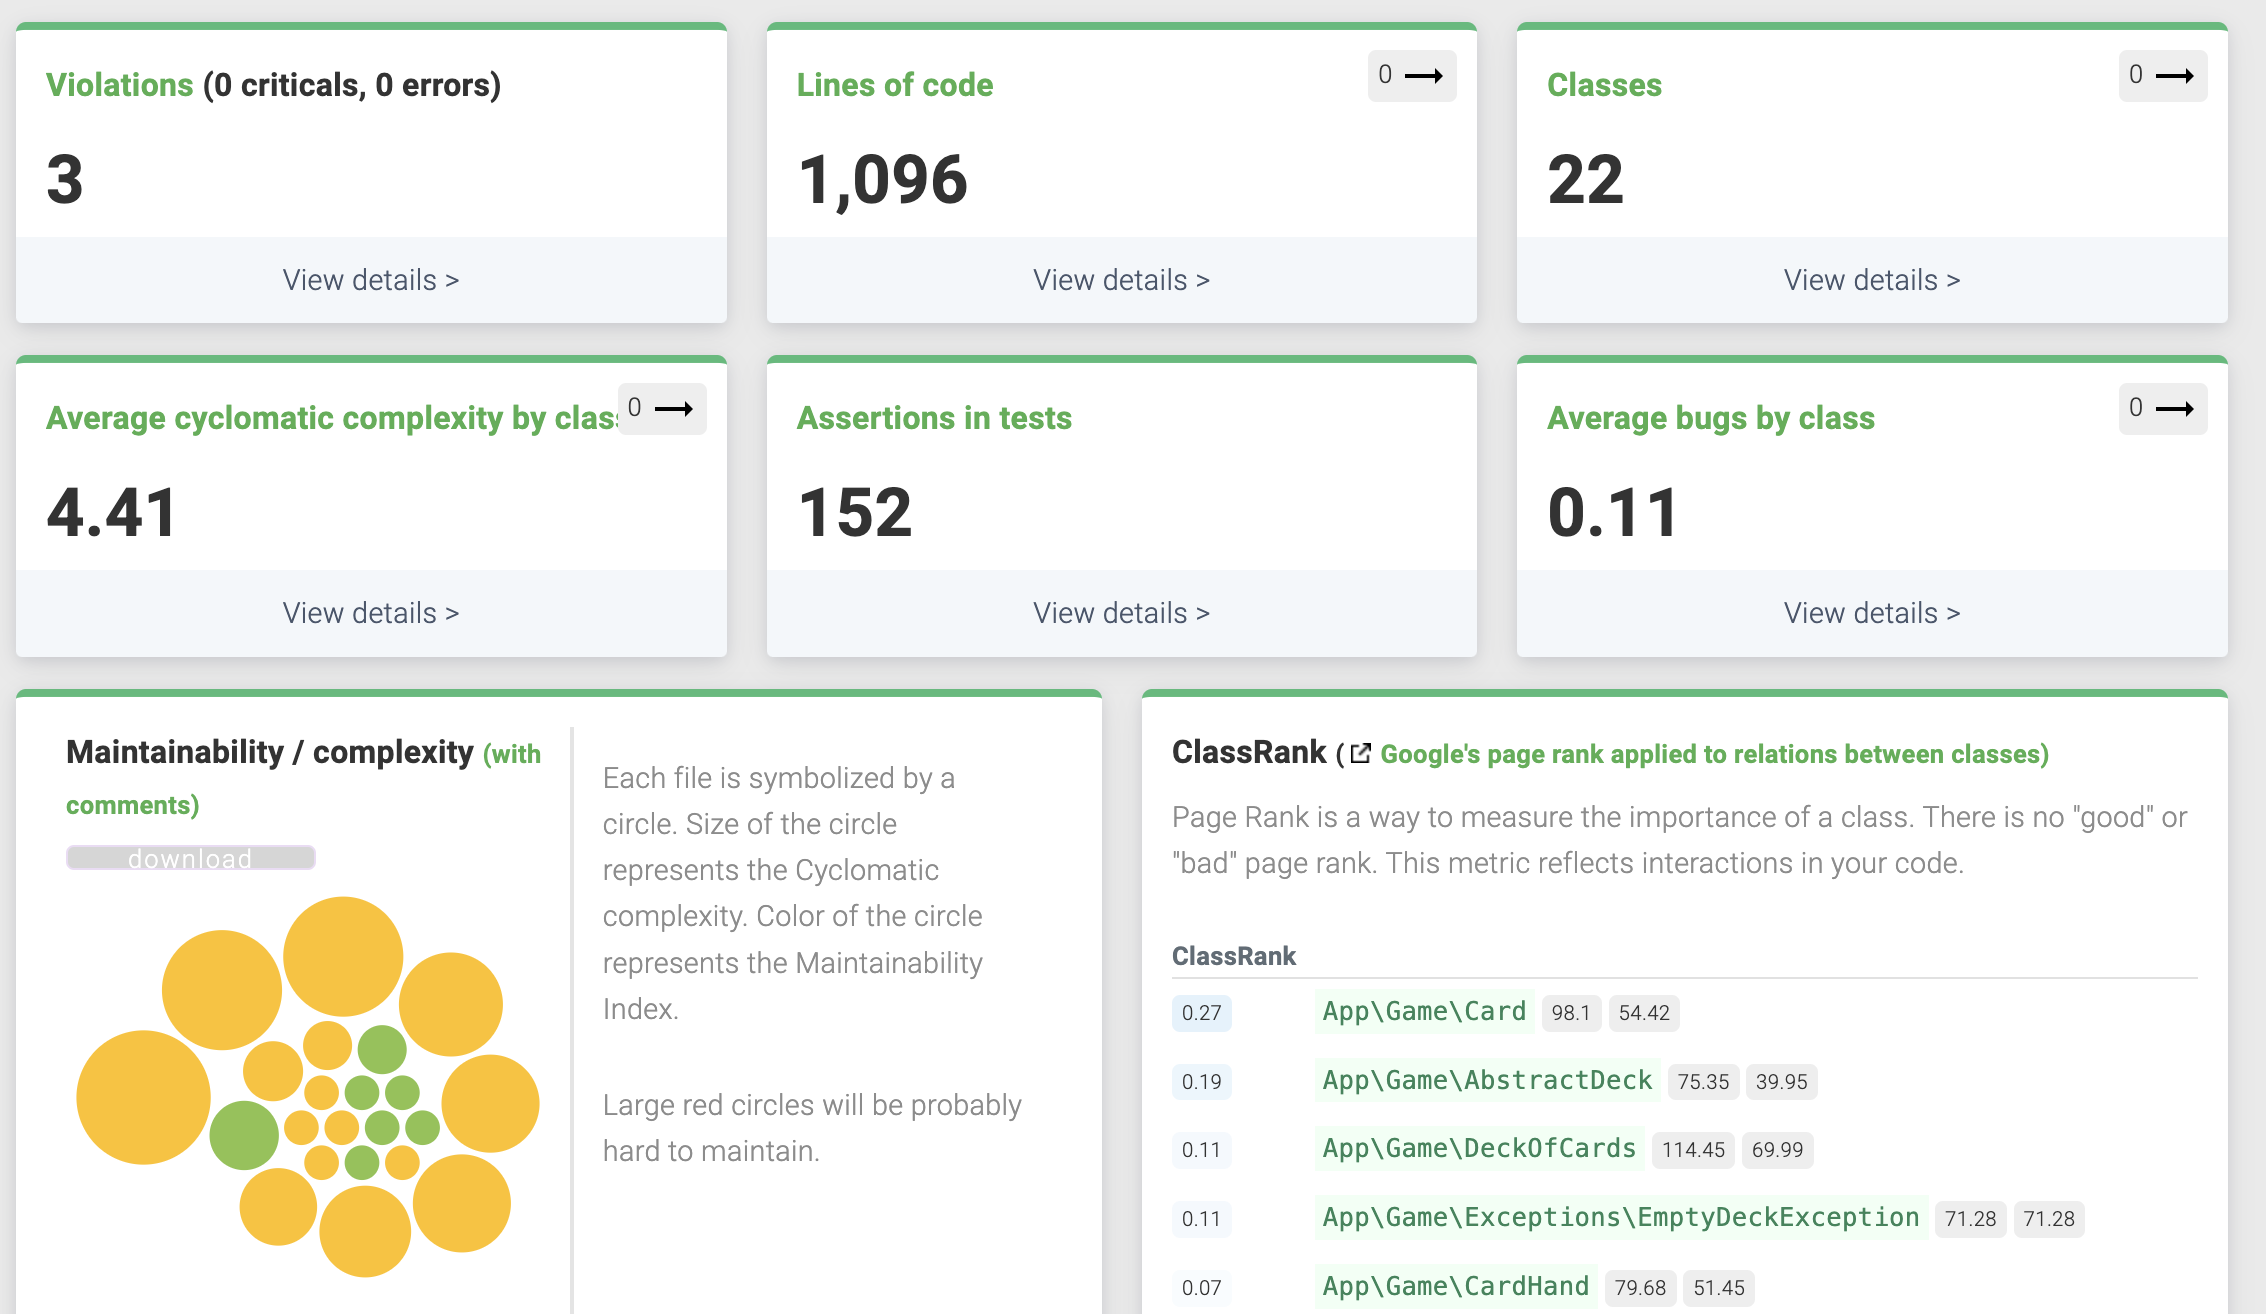 Violations (0 criticals, 0 errors)
3
View details >
Lines of code
0
1,096
View details >
Classes
0
22
View details >
Average cyclomatic complexity by clas
0
4.41
View details >
Assertions in tests
152
View details >
Average bugs by class
0
0.11
View details >
Maintainability / complexity (with
comments)
download
Each file is symbolized by a
circle. Size of the circle
represents the Cyclomatic
complexity. Color of the circle
represents the Maintainability
Index.
Large red circles will be probably
hard to maintain.
ClassRank ( Google's page rank applied to relations between classes)
Page Rank is a way to measure the importance of a class. There is no "good" or
"bad" page rank. This metric reflects interactions in your code.
ClassRank
0.27 App\Game\Card 98.1 54.42
0.19 App\Game\AbstractDeck 75.35 39.95
0.11 App\Game\DeckOfCards 114.45 69.99
0.11 App\Game\Exceptions\EmptyDeckException 71.28 71.28
0.07 App\Game\CardHand 79.68 51.45